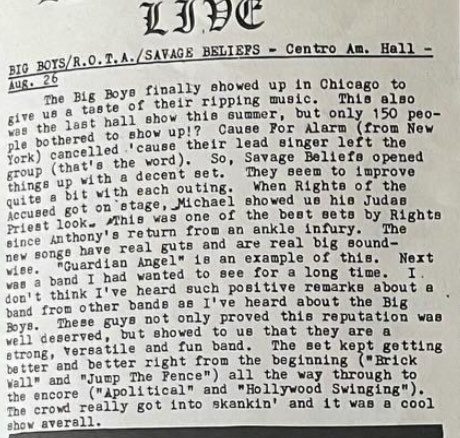 LIVE
BIG BOYS/R.O.T.A./SAVAGE BELIEFS - Centro Am. Hall -
Aug. 26
The Big Boys finally showed up in Chicago to
give us a taste of their ripping music. This also
was the last hall show this summer, but only 150 peo-
ple bothered to show up!? Cause For Alarm (from New
York) cancelled 'cause their lead singer left the
group (that's the word). So, Savage Beliefs opened
things up with a decent set. They seem to improve
quite a bit with each outing. When Rights of the
Accused got on stage, Michael showed us his Judas
Priest look. This was one of the best sets by Rights
since Anthony's return from an ankle infury. The
new songs have real guts and are real big sound-
wise. "Guardian Angel" is an example of this. Next
was a band I had wanted to see for a long time. I
don't think I've heard such positive remarks about a
band from other bands as I've heard about the Big
Boys. These guys not only proved this reputation was
well deserved, but showed to us that they are a
strong, versatile and fun band. The set kept getting
better and better right from the beginning ("Brick
Wall" and "Jump The Fence") all the way through to
the encore ("Apolitical" and "Hollywood Swinging").
The crowd really got into skankin' and it was a cool
show averall.